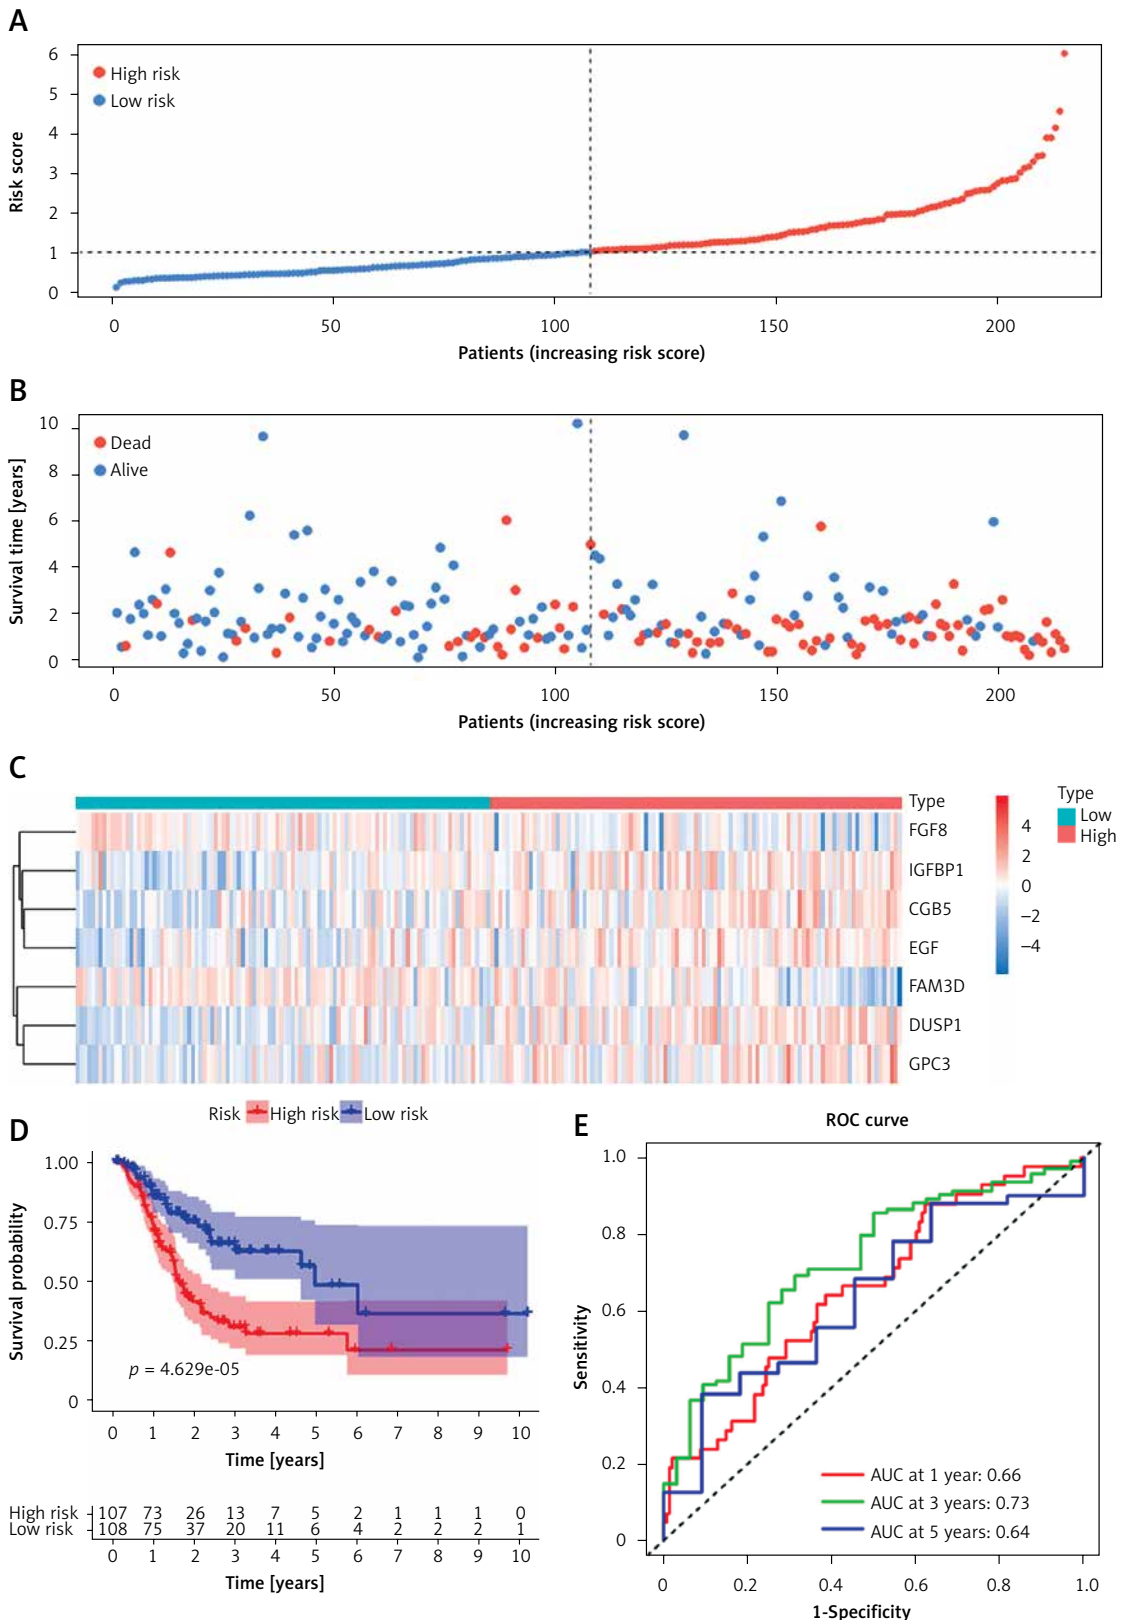 A
6
5
4
3
2
1
0
Risk score
High risk
Low risk
0 50 100 150 200
Patients (increasing risk score)
B
10
8
6
4
2
0
Survival time [years]
Dead
Alive
0 50 100 150 200
Patients (increasing risk score)
C
Type
FGF8
IGFBP1
CGB5
EGF
FAM3D
DUSP1
GPC3
4
2
0
−2
−4
Type
Low
High
D
Risk High risk Low risk
1.00
0.75
0.50
0.25
0
Survival probability
p = 4.629e-05
0 1 2 3 4 5 6 7 8 9 10
Time [years]
High risk 107 73 26 13 7 5 2 1 1 1 0
Low risk 108 75 37 20 11 6 4 2 2 2 1
0 1 2 3 4 5 6 7 8 9 10
Time [years]
E
ROC curve
1.0
0.8
0.6
0.4
0.2
0
Sensitivity
AUC at 1 year: 0.66
AUC at 3 years: 0.73
AUC at 5 years: 0.64
0 0.2 0.4 0.6 0.8 1.0
1-Specificity